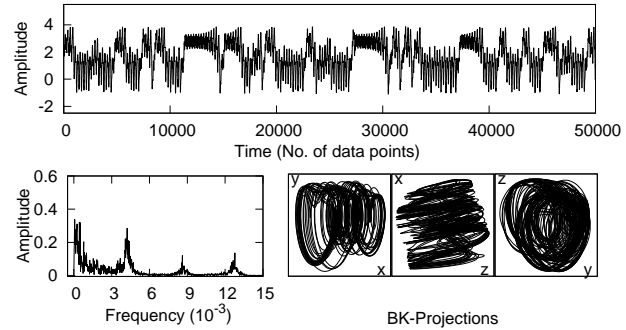 Amplitude
4
2
0
-2
0 10000 20000 30000 40000 50000
Time (No. of data points)
Amplitude
0.6
0.4
0.2
0
0 3 6 9 12 15
Frequency (10-3)
y x
x z
z y
BK-Projections